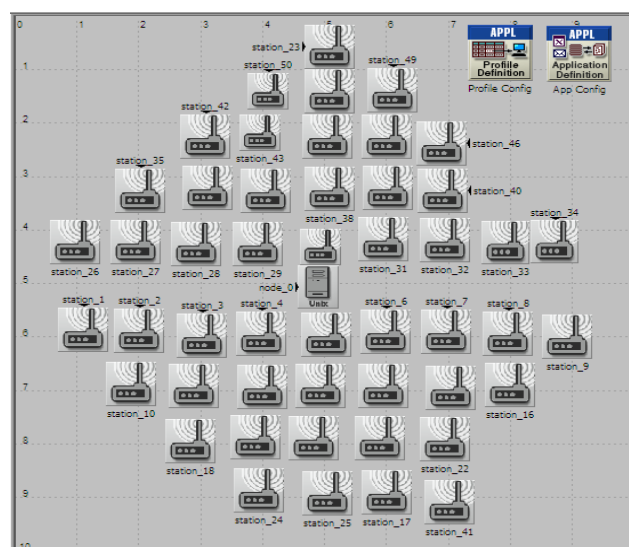 0 .1 .2 .3 .4 .5 .6 .7 .8 .9
station_23
APPL
Profile
Definition
Profile Config
APPL
Application
Definition
App Config
station_50
station_49
.1
station_42
.2
station_43
station_46
station_35
.3
station_40
station_38
station_34
.4
station_26
station_27
station_28
station_29
station_31
station_32
station_33
.5
node_0
Unix
station_1
station_2
station_3
station_4
station_6
station_7
station_8
.6
station_9
.7
station_10
station_16
.8
station_18
station_22
.9
station_24
station_25
station_17
station_41
.10